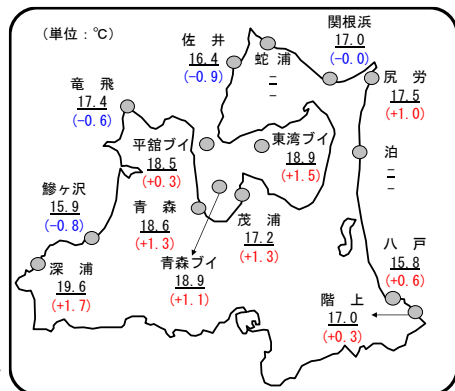 (単位：℃)
佐 井
16.4
(-0.9)
蛇 浦
--
--
関根浜
17.0
(-0.0)
尻 労
17.5
(+1.0)
竜 飛
17.4
(-0.6)
平舘ブイ
18.5
(+0.3)
東湾ブイ
18.9
(+1.5)
泊
--
--
鰺ヶ沢
15.9
(-0.8)
青 森
18.6
(+1.3)
茂 浦
17.2
(+1.3)
八 戸
15.8
(+0.6)
深 浦
19.6
(+1.7)
青森ブイ
18.9
(+1.1)
階 上
17.0
(+0.3)